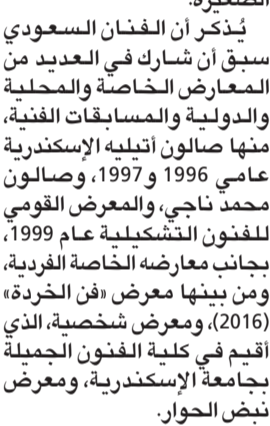 الصغيرة.
يُذكر أن الفنان السعودي
سبق أن شارك في العديد من
المعارض الخاصة والمحلية
والدولية والمسابقات الفنية،
منها صالون أتيليه الإسكندرية
عامي 1996 و1997، وصالون
محمد ناجي، والمعرض القومي
للفنون التشكيلية عام 1999،
بجانب معارضه الخاصة الفردية،
ومن بينها معرض «فن الخردة»
(2016)، ومعرض شخصية، الذي
أقيم في كلية الفنون الجميلة
بجامعة الإسكندرية، ومعرض
نبض الحوار.